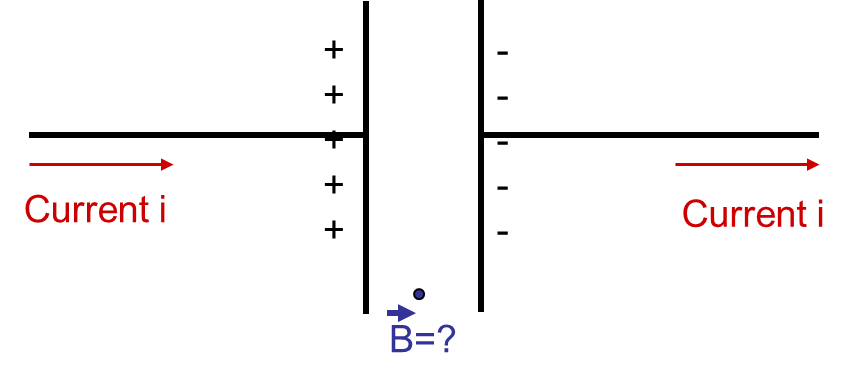 + -
+ -
+ -
+ -
+ -
Current i Current i
B=?